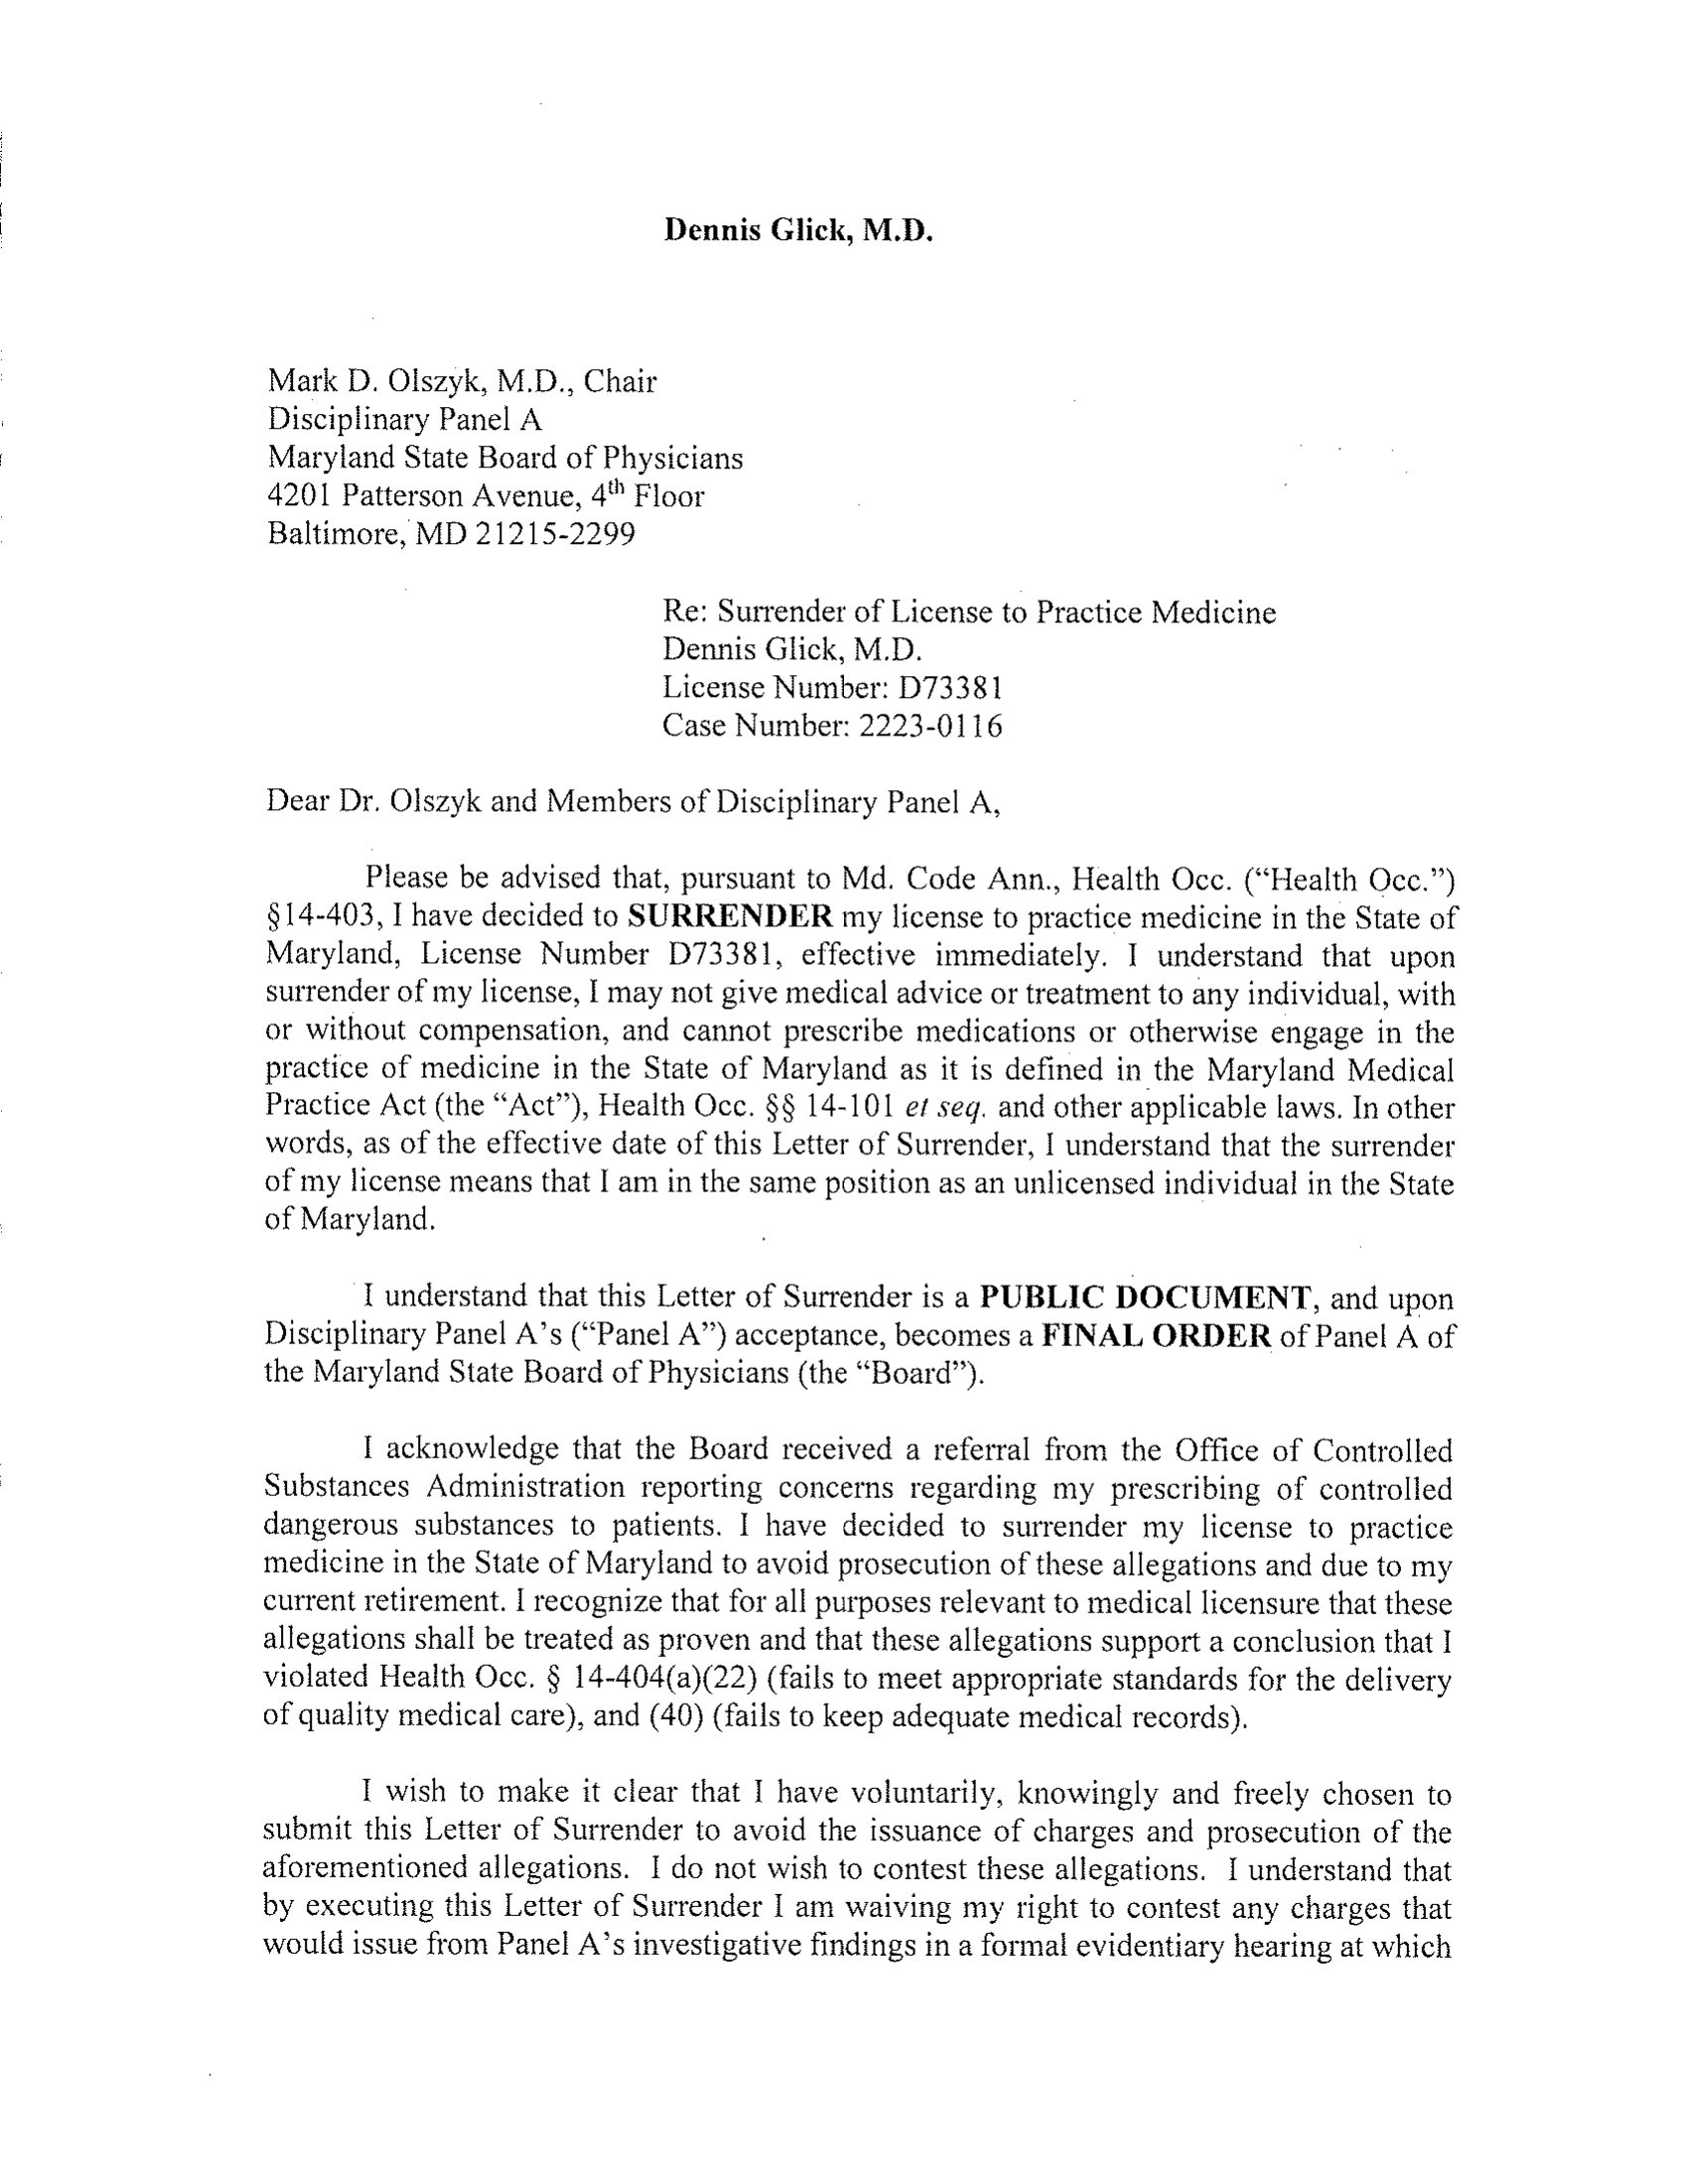 Dennis Glick, M.D.
Mark D. Olszyk, M.D., Chair
Disciplinary Panel A
Maryland State Board of Physicians
4201 Patterson Avenue, 4th Floor
Baltimore, MD 21215-2299
Re: Surrender of License to Practice Medicine
Dennis Glick, M.D.
License Number: D73381
Case Number: 2223-0116
Dear Dr. Olszyk and Members of Disciplinary Panel A,
Please be advised that, pursuant to Md. Code Ann., Health Occ. (“Health Occ.”)
§14-403, I have decided to SURRENDER my license to practice medicine in the State of
Maryland, License Number D73381, effective immediately. I understand that upon
surrender of my license, I may not give medical advice or treatment to any individual, with
or without compensation, and cannot prescribe medications or otherwise engage in the
practice of medicine in the State of Maryland as it is defined in the Maryland Medical
Practice Act (the “Act”), Health Occ. §§ 14-101 et seq. and other applicable laws. In other
words, as of the effective date of this Letter of Surrender, I understand that the surrender
of my license means that I am in the same position as an unlicensed individual in the State
of Maryland.
I understand that this Letter of Surrender is a PUBLIC DOCUMENT, and upon
Disciplinary Panel A’s (“Panel A”) acceptance, becomes a FINAL ORDER of Panel A of
the Maryland State Board of Physicians (the “Board”).
I acknowledge that the Board received a referral from the Office of Controlled
Substances Administration reporting concerns regarding my prescribing of controlled
dangerous substances to patients. I have decided to surrender my license to practice
medicine in the State of Maryland to avoid prosecution of these allegations and due to my
current retirement. I recognize that for all purposes relevant to medical licensure that these
allegations shall be treated as proven and that these allegations support a conclusion that I
violated Health Occ. § 14-404(a)(22) (fails to meet appropriate standards for the delivery
of quality medical care), and (40) (fails to keep adequate medical records).
I wish to make it clear that I have voluntarily, knowingly and freely chosen to
submit this Letter of Surrender to avoid the issuance of charges and prosecution of the
aforementioned allegations. I do not wish to contest these allegations. I understand that
by executing this Letter of Surrender I am waiving my right to contest any charges that
would issue from Panel A’s investigative findings in a formal evidentiary hearing at which